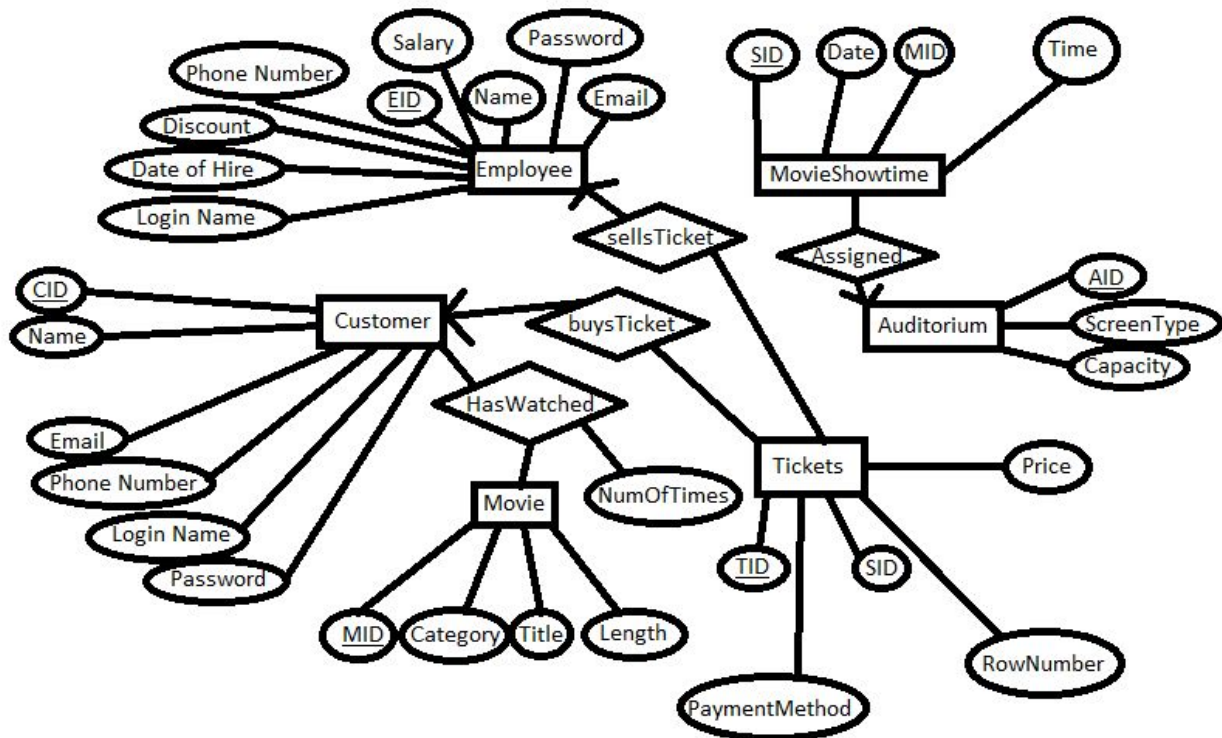 Salary
Password
Phone Number
EID
Name
Email
Discount
Date of Hire
Login Name
Employee
SID
Date
MID
Time
MovieShowtime
sellsTicket
Assigned
CID
Name
Customer
buysTicket
AID
Auditorium
ScreenType
Capacity
HasWatched
Email
Phone Number
Login Name
Password
Movie
NumOfTimes
Tickets
Price
TID
SID
MID
Category
Title
Length
RowNumber
PaymentMethod